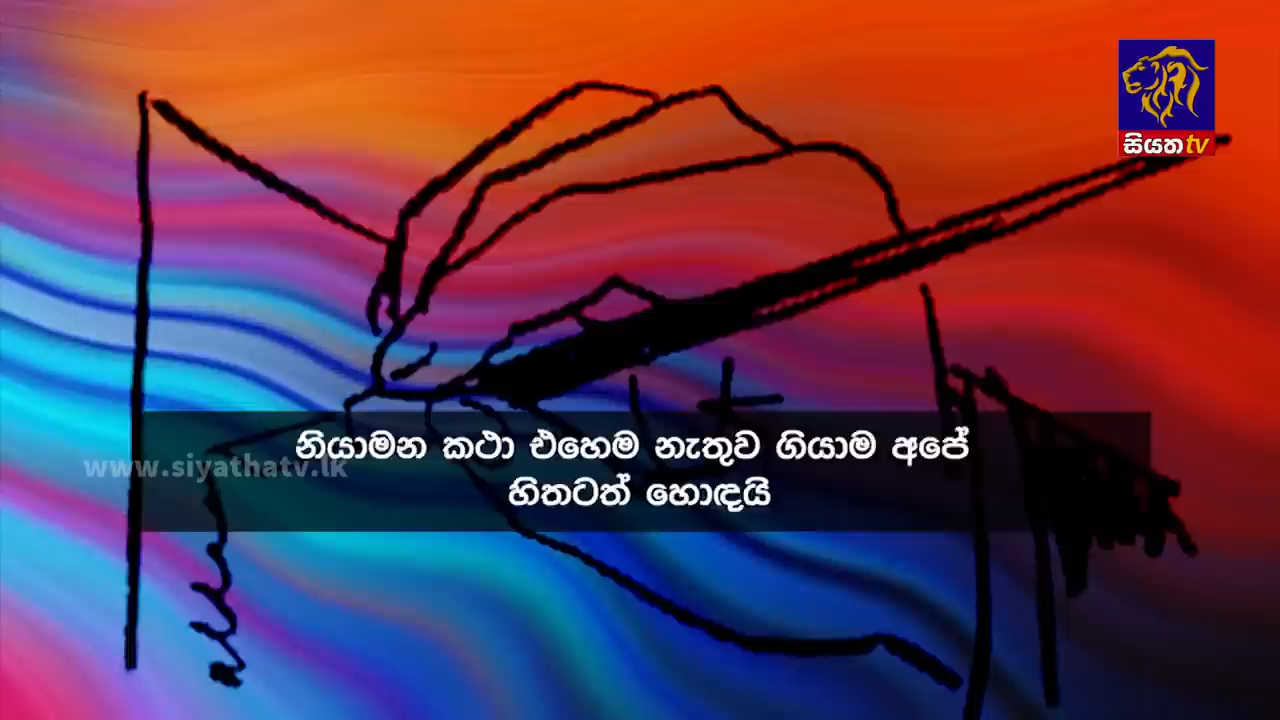 සියත tv
නියාමන කථා එහෙම නැතුව ගියාම අපේ
www.siyathatv.lk
හිතටත් හොඳයි